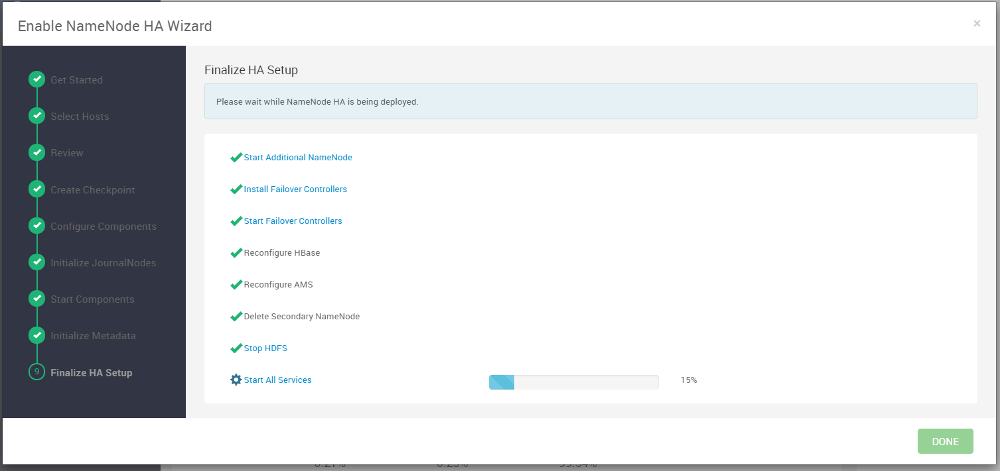 Enable NameNode HA Wizard
×
Get Started
Select Hosts
Review
Create Checkpoint
Configure Components
Initialize JournalNodes
Start Components
Initialize Metadata
9 Finalize HA Setup
Finalize HA Setup
Please wait while NameNode HA is being deployed.
Start Additional NameNode
Install Failover Controllers
Start Failover Controllers
Reconfigure HBase
Reconfigure AMS
Delete Secondary NameNode
Stop HDFS
Start All Services 15%
DONE